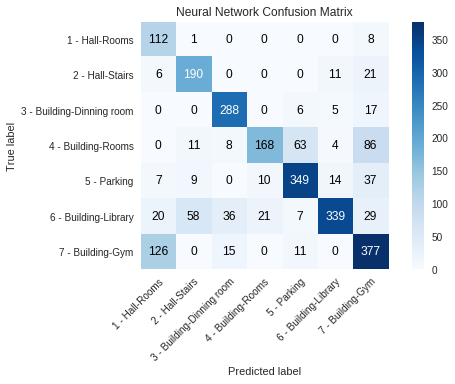 Neural Network Confusion Matrix
True label
1 - Hall-Rooms 112 1 0 0 0 0 8
2 - Hall-Stairs 6 190 0 0 0 11 21
3 - Building-Dinning room 0 0 288 0 6 5 17
4 - Building-Rooms 0 11 8 168 63 4 86
5 - Parking 7 9 0 10 349 14 37
6 - Building-Library 20 58 36 21 7 339 29
7 - Building-Gym 126 0 15 0 11 0 377
1 - Hall-Rooms
2 - Hall-Stairs
3 - Building-Dinning room
4 - Building-Rooms
5 - Parking
6 - Building-Library
7 - Building-Gym
Predicted label
350
300
250
200
150
100
50
0